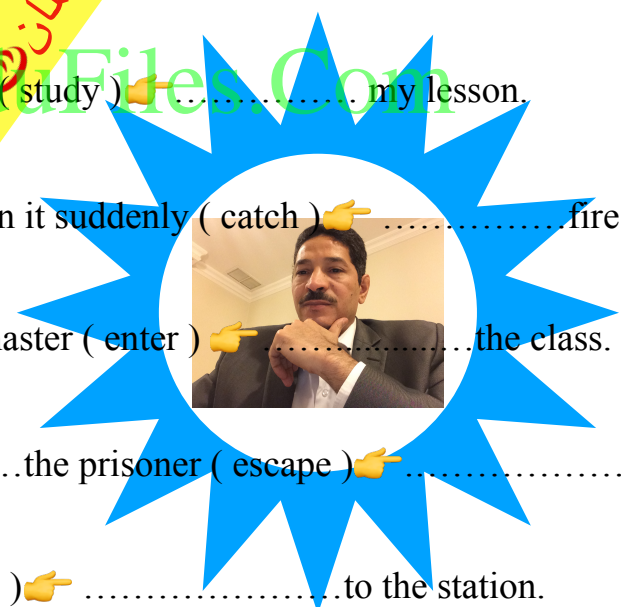 uFiles.Com
( study )👉............... my lesson.
n it suddenly ( catch )👉 ...............fire
aster ( enter ) 👉 ........................the class.
...the prisoner ( escape )👉...................
)👉 .....................to the station.